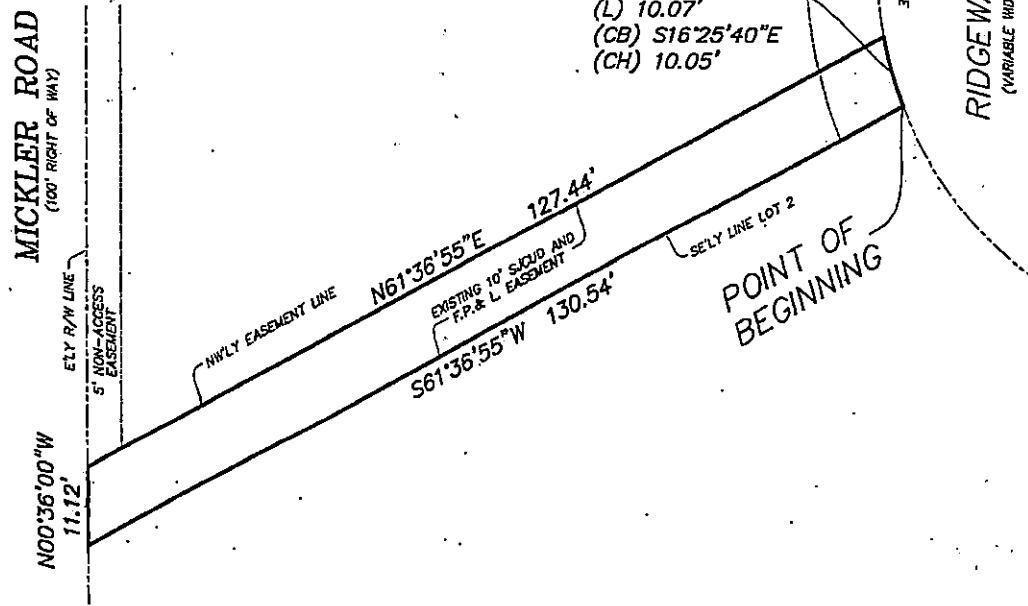 MICKLER ROAD
(100' RIGHT OF WAY)
(L) 10.07'
(CB) S16°25'40"E
(CH) 10.05'
E'LY R/W LINE
5' NON-ACCESS
EASEMENT
NW'LY EASEMENT LINE
N61°36'55"E 127.44'
EXISTING 10' SJCUD AND
F.P.& L. EASEMENT
S61°36'55"W 130.54'
SE'LY LINE LOT 2
POINT OF
BEGINNING
N00°36'00"W
11.12'